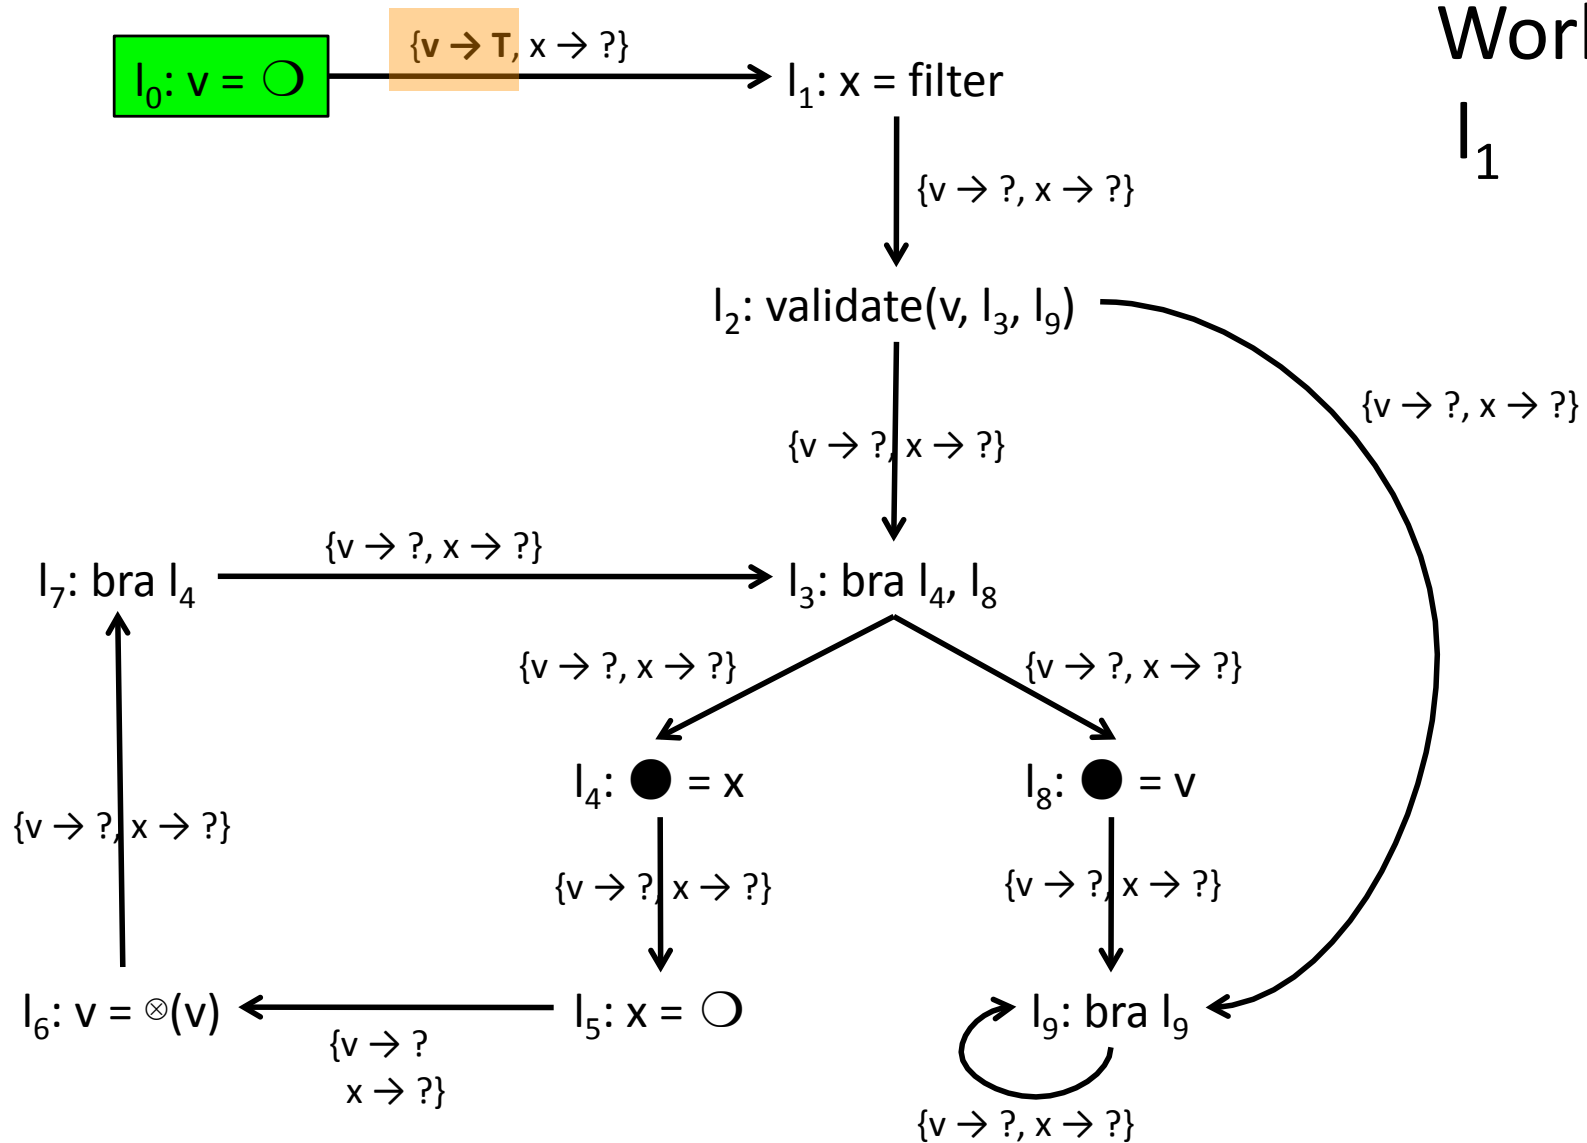 Worl
l₁
{v → T, x → ?}
l₀: v = ❍
l₁: x = filter
{v → ?, x → ?}
l₂: validate(v, l₃, l₉)
{v → ?, x → ?}
{v → ?, x → ?}
{v → ?, x → ?}
l₇: bra l₄
l₃: bra l₄, l₈
{v → ?, x → ?}
{v → ?, x → ?}
l₄: ● = x
l₈: ● = v
{v → ?, x → ?}
{v → ?, x → ?}
{v → ?, x → ?}
l₆: v = ⊗(v)
l₅: x = ❍
l₉: bra l₉
{v → ?
x → ?}
{v → ?, x → ?}